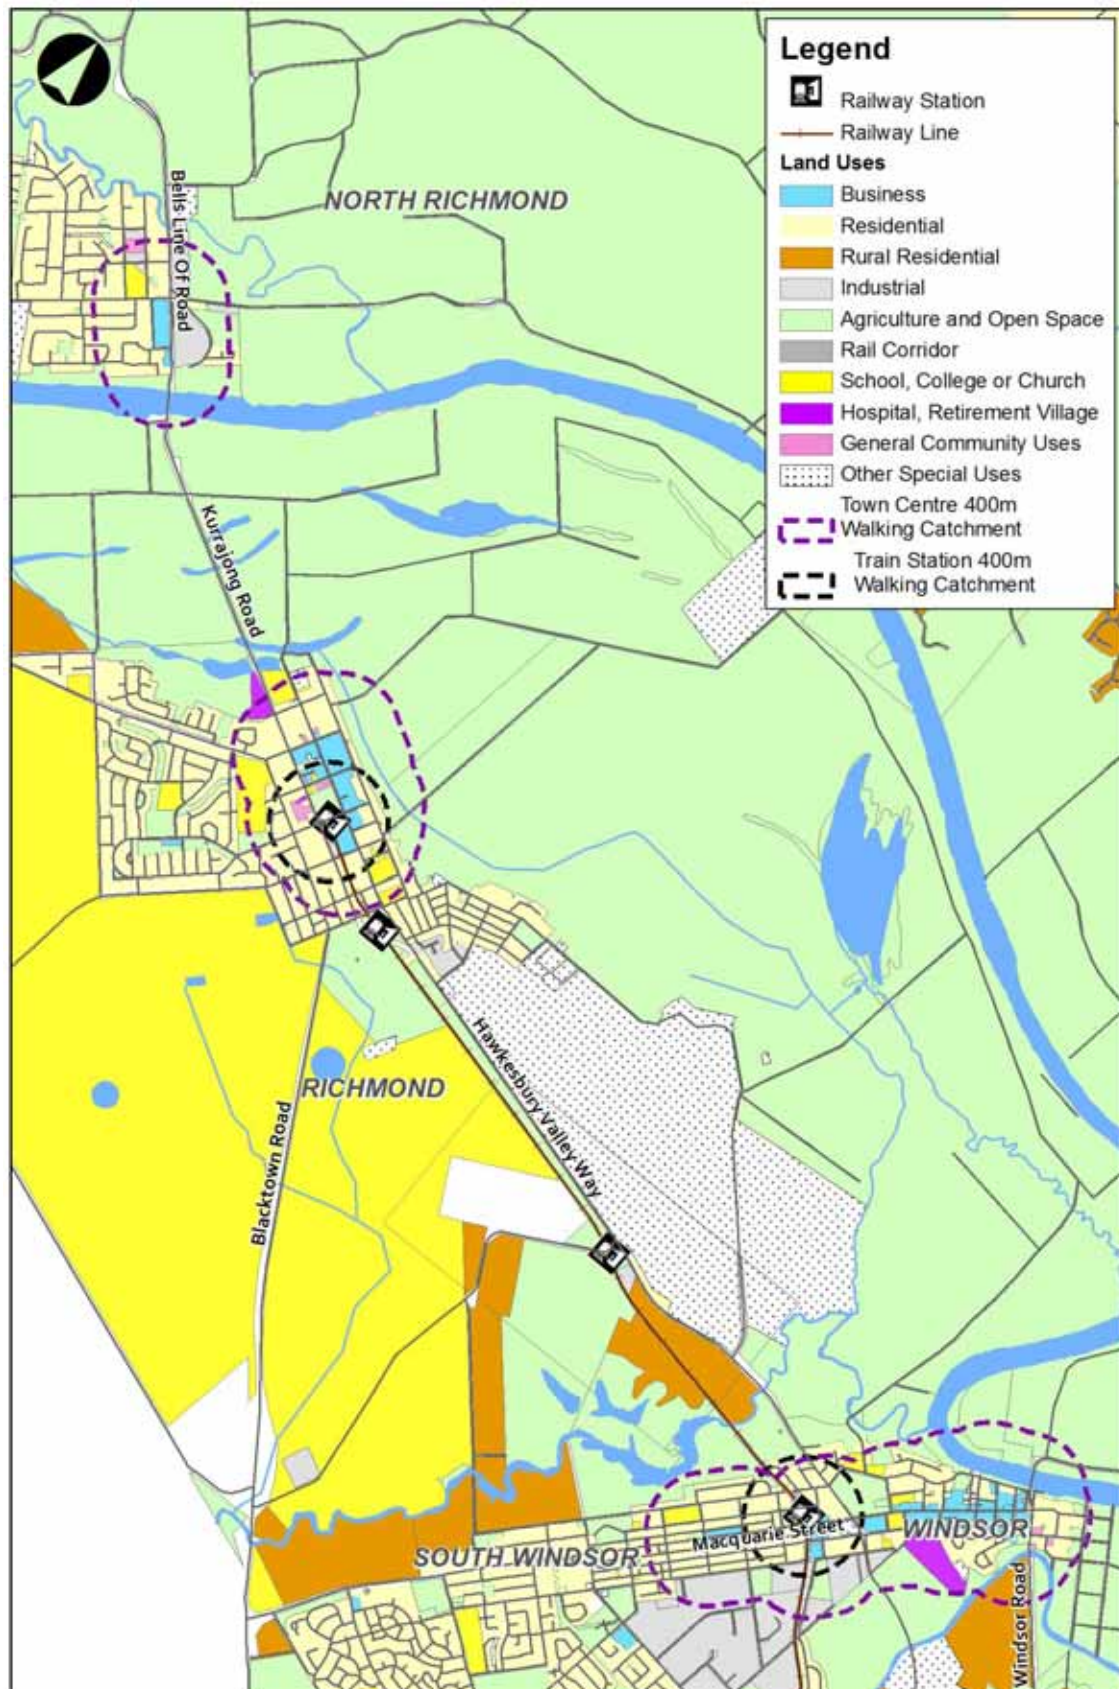 Legend
Railway Station
Railway Line
Land Uses
Business
Residential
Rural Residential
Industrial
Agriculture and Open Space
Rail Corridor
School, College or Church
Hospital, Retirement Village
General Community Uses
Other Special Uses
Town Centre 400m
Walking Catchment
Train Station 400m
Walking Catchment
NORTH RICHMOND
Bells Line Of Road
Kurrajong Road
Hawkesbury Valley Way
RICHMOND
Blacktown Road
Macquarie Street
WINDSOR
SOUTH WINDSOR
Windsor Road